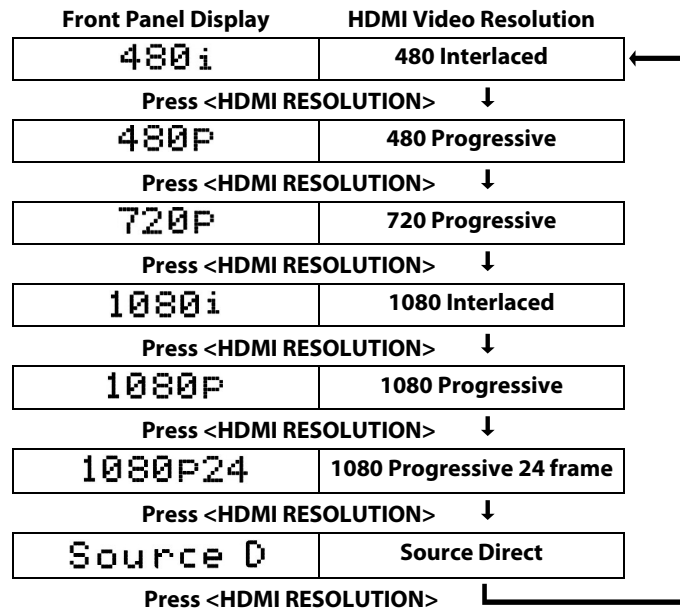 Front Panel Display HDMI Video Resolution
480i 480 Interlaced
Press <HDMI RESOLUTION>
480P 480 Progressive
Press <HDMI RESOLUTION>
720P 720 Progressive
Press <HDMI RESOLUTION>
1080i 1080 Interlaced
Press <HDMI RESOLUTION>
1080P 1080 Progressive
Press <HDMI RESOLUTION>
1080P24 1080 Progressive 24 frame
Press <HDMI RESOLUTION>
Source D Source Direct
Press <HDMI RESOLUTION>